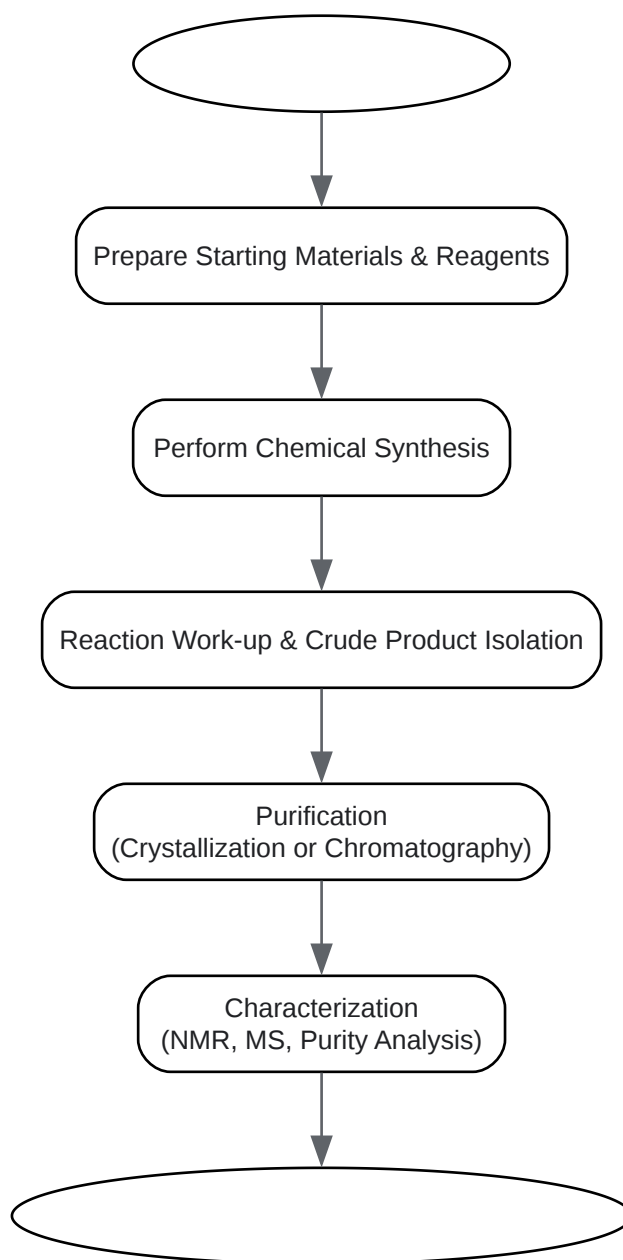 Prepare Starting Materials & Reagents
Perform Chemical Synthesis
Reaction Work-up & Crude Product Isolation
Purification
(Crystallization or Chromatography)
Characterization
(NMR, MS, Purity Analysis)